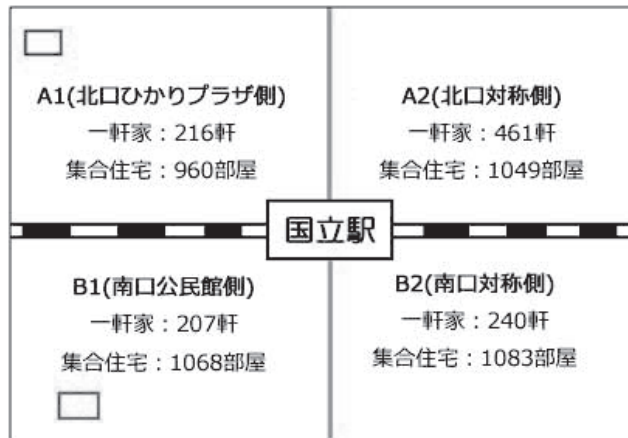 A1(北口ひかりプラザ側)
一軒家：216軒
集合住宅：960部屋
A2(北口対称側)
一軒家：461軒
集合住宅：1049部屋
国立駅
B1(南口公民館側)
一軒家：207軒
集合住宅：1068部屋
B2(南口対称側)
一軒家：240軒
集合住宅：1083部屋